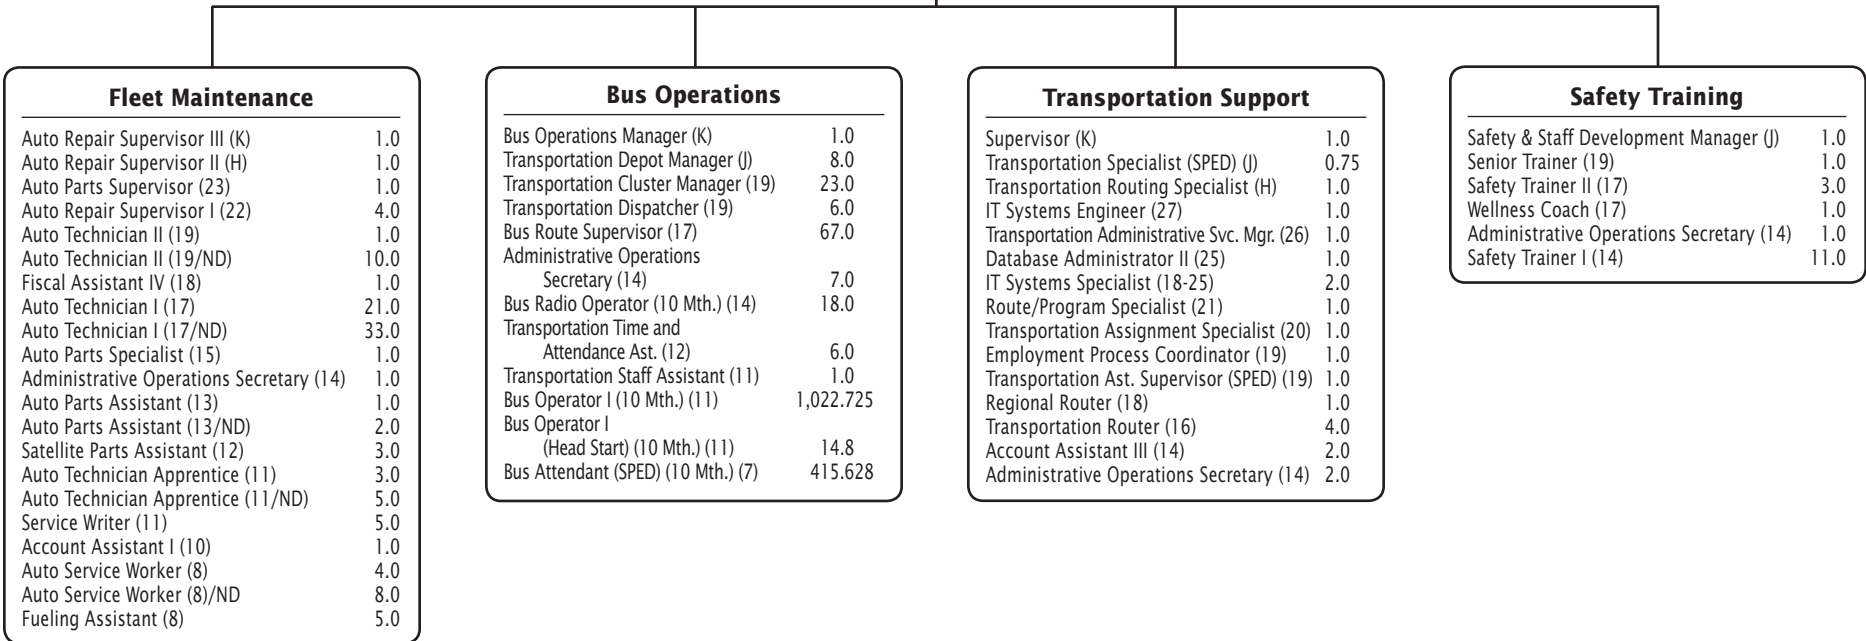 Fleet Maintenance
Auto Repair Supervisor III (K) 1.0
Auto Repair Supervisor II (H) 1.0
Auto Parts Supervisor (23) 1.0
Auto Repair Supervisor I (22) 4.0
Auto Technician II (19) 1.0
Auto Technician II (19/ND) 10.0
Fiscal Assistant IV (18) 1.0
Auto Technician I (17) 21.0
Auto Technician I (17/ND) 33.0
Auto Parts Specialist (15) 1.0
Administrative Operations Secretary (14) 1.0
Auto Parts Assistant (13) 1.0
Auto Parts Assistant (13/ND) 2.0
Satellite Parts Assistant (12) 3.0
Auto Technician Apprentice (11) 3.0
Auto Technician Apprentice (11/ND) 5.0
Service Writer (11) 5.0
Account Assistant I (10) 1.0
Auto Service Worker (8) 4.0
Auto Service Worker (8)/ND 8.0
Fueling Assistant (8) 5.0
Bus Operations
Bus Operations Manager (K) 1.0
Transportation Depot Manager (J) 8.0
Transportation Cluster Manager (19) 23.0
Transportation Dispatcher (19) 6.0
Bus Route Supervisor (17) 67.0
Administrative Operations
Secretary (14) 7.0
Bus Radio Operator (10 Mth.) (14) 18.0
Transportation Time and
Attendance Ast. (12) 6.0
Transportation Staff Assistant (11) 1.0
Bus Operator I (10 Mth.) (11) 1,022.725
Bus Operator I
(Head Start) (10 Mth.) (11) 14.8
Bus Attendant (SPED) (10 Mth.) (7) 415.628
Transportation Support
Supervisor (K) 1.0
Transportation Specialist (SPED) (J) 0.75
Transportation Routing Specialist (H) 1.0
IT Systems Engineer (27) 1.0
Transportation Administrative Svc. Mgr. (26) 1.0
Database Administrator II (25) 1.0
IT Systems Specialist (18-25) 2.0
Route/Program Specialist (21) 1.0
Transportation Assignment Specialist (20) 1.0
Employment Process Coordinator (19) 1.0
Transportation Ast. Supervisor (SPED) (19) 1.0
Regional Router (18) 1.0
Transportation Router (16) 4.0
Account Assistant III (14) 2.0
Administrative Operations Secretary (14) 2.0
Safety Training
Safety & Staff Development Manager (J) 1.0
Senior Trainer (19) 1.0
Safety Trainer II (17) 3.0
Wellness Coach (17) 1.0
Administrative Operations Secretary (14) 1.0
Safety Trainer I (14) 11.0